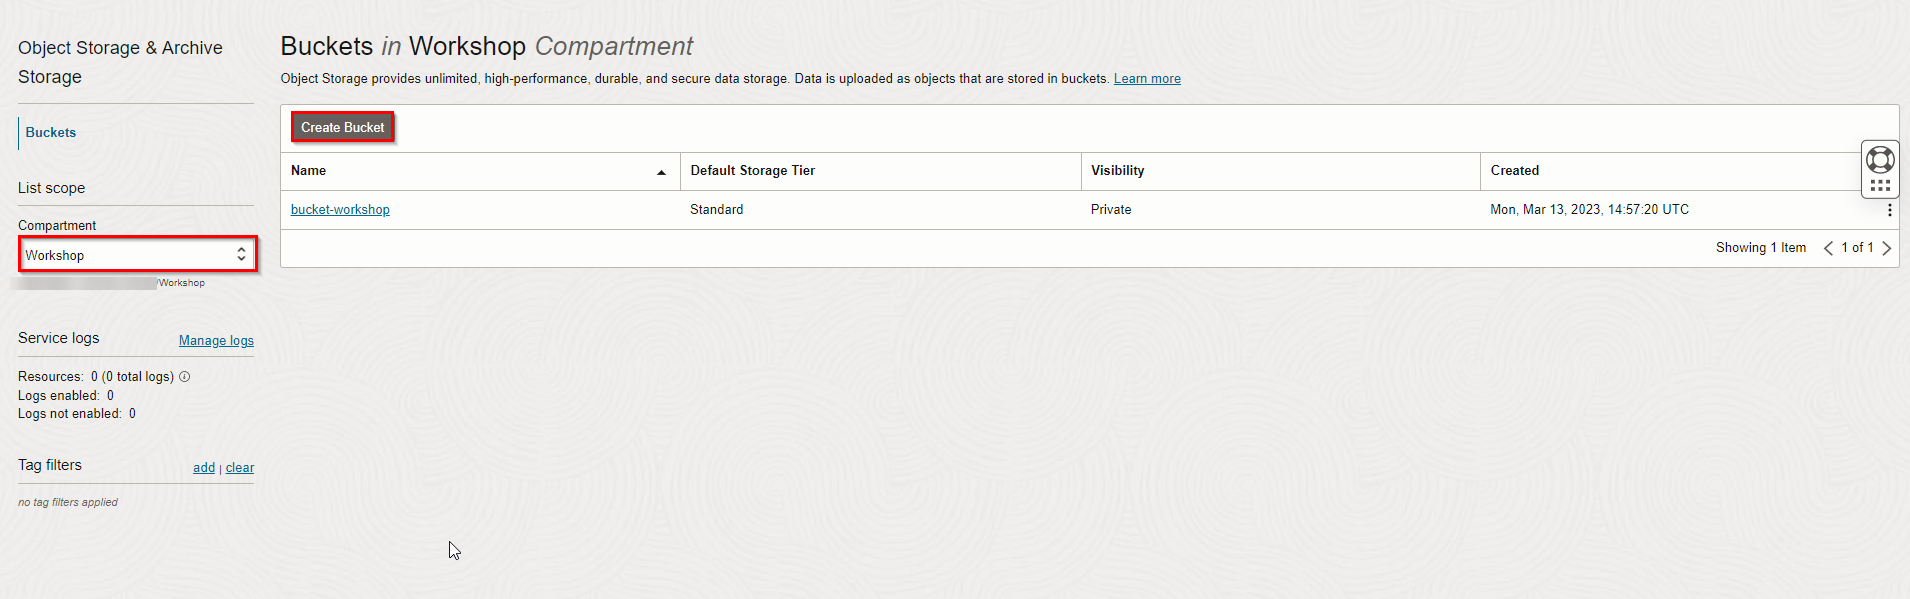 Object Storage & Archive
Storage
Buckets
List scope
Compartment
Workshop
/Workshop
Service logs
Manage logs
Resources: 0 (0 total logs)
Logs enabled: 0
Logs not enabled: 0
Tag filters
add | clear
no tag filters applied
Buckets in Workshop Compartment
Object Storage provides unlimited, high-performance, durable, and secure data storage. Data is uploaded as objects that are stored in buckets. Learn more
Create Bucket
Name Default Storage Tier Visibility Created
bucket-workshop Standard Private Mon, Mar 13, 2023, 14:57:20 UTC
Showing 1 Item 1 of 1